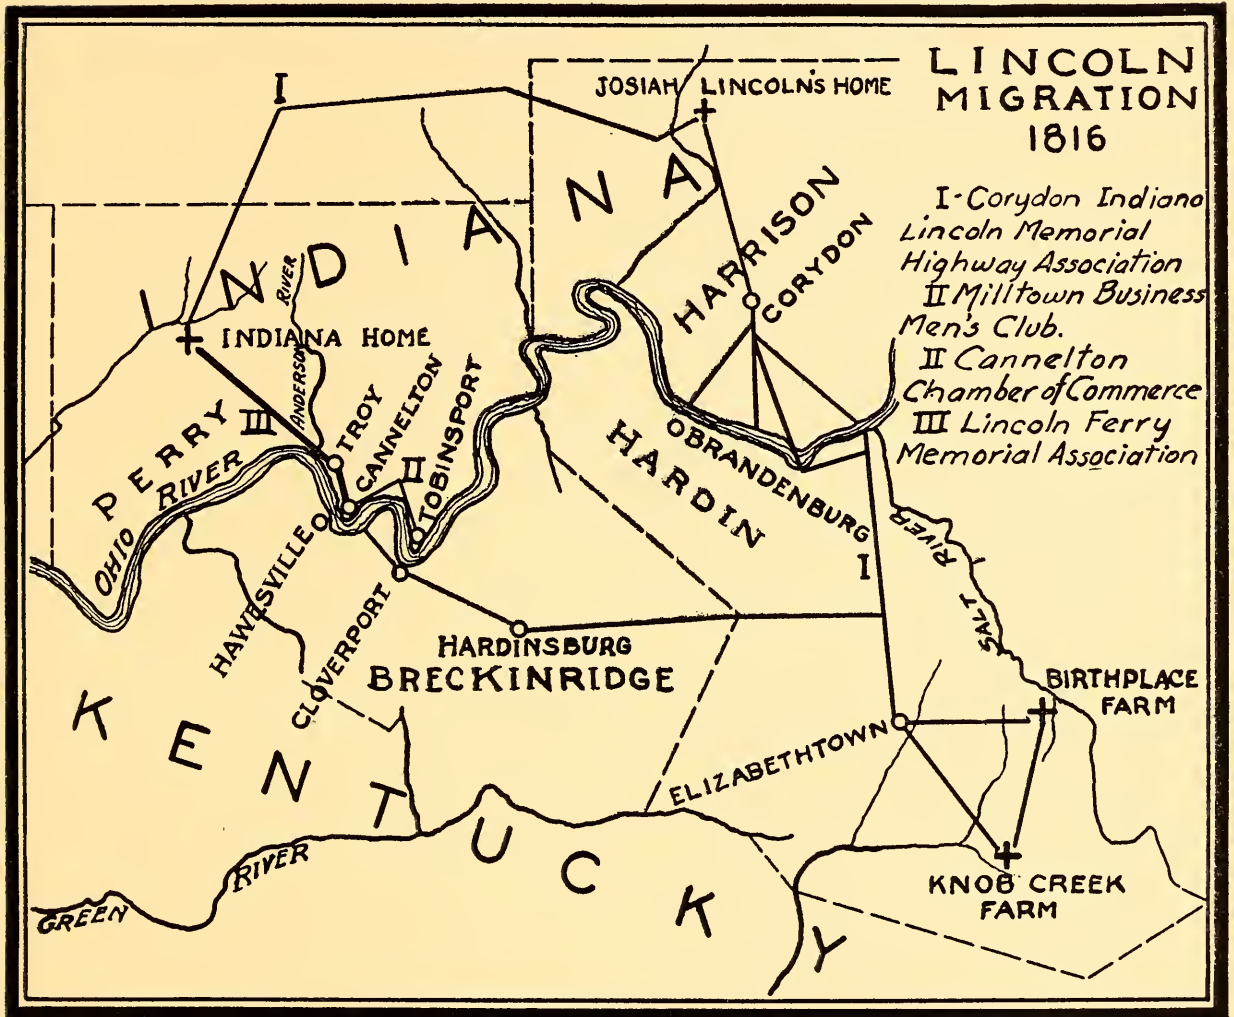 LINCOLN
MIGRATION
1816
I-Corydon Indiana
Lincoln Memorial
Highway Association
II Milltown Business
Men's Club.
II Cannelton
Chamber of Commerce
III Lincoln Ferry
Memorial Association
I
JOSIAH LINCOLN'S HOME
INDIANA
HARRISON
CORYDON
INDIANA HOME
ANDERSON RIVER
III
PERRY
TROY
CANNELTON
II
TOBINSPORT
OHIO RIVER
HAWESVILLE
CLOVERPORT
HARDIN
BRANDENBURG
I
SALT RIVER
HARDINSBURG
BRECKINRIDGE
BIRTHPLACE
FARM
ELIZABETHTOWN
KENTUCKY
KNOB CREEK
FARM
GREEN RIVER